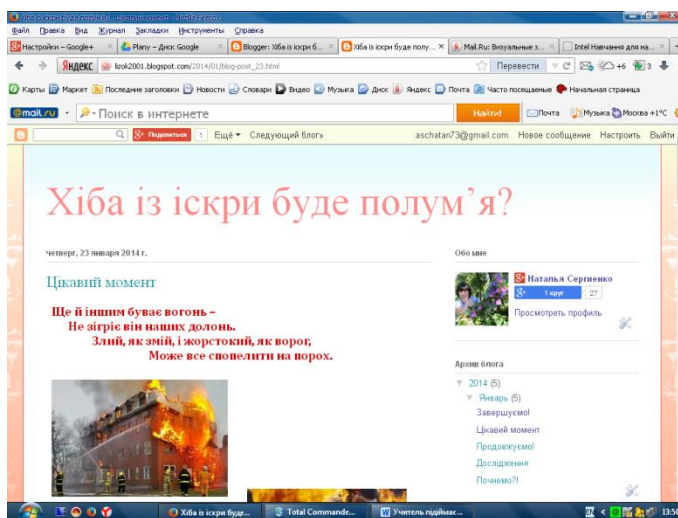 Хіба із іскри буде полум'я? - Цікавий момент - Mozilla Firefox
Файл Правка Вид Журнал Закладки Инструменты Справка
Настройки – Google+ × Plany – Диск Google × Blogger: Хіба із іскри б... × Хіба із іскри буде полу... × Mail.Ru: Визуальные з... × Intel Навчання для на... ×
Яндекс lizok2001.blogspot.com/2014/01/blog-post_23.html Перевести +6 3
Карты Маркет Последние заголовки Новости Словари Видео Музыка Диск Яндекс Почта Часто посещаемые Начальная страница
@mail.ru Поиск в интернете Найти! Почта Музыка Москва +1°C
Поделиться 1 Ещё Следующий блог» aschatan73@gmail.com Новое сообщение Настроить Выйти
Хіба із іскри буде полум’я?
четверг, 23 января 2014 г.
Цікавий момент
Ще й іншим буває вогонь –
Не зігріє він наших долонь.
Злий, як змій, і жорстокий, як ворог,
Може все спопелити на порох.
Обо мне
Наталья Сергиенко
1 круг 27
Просмотреть профиль
Архив блога
▼ 2014 (5)
▼ Январь (5)
Завершуємо!
Цікавий момент
Продовжуємо!
Дослідження
Почнемо?!
Хіба із іскри буде... Total Commande... Учитель підіймає... EN 13:50